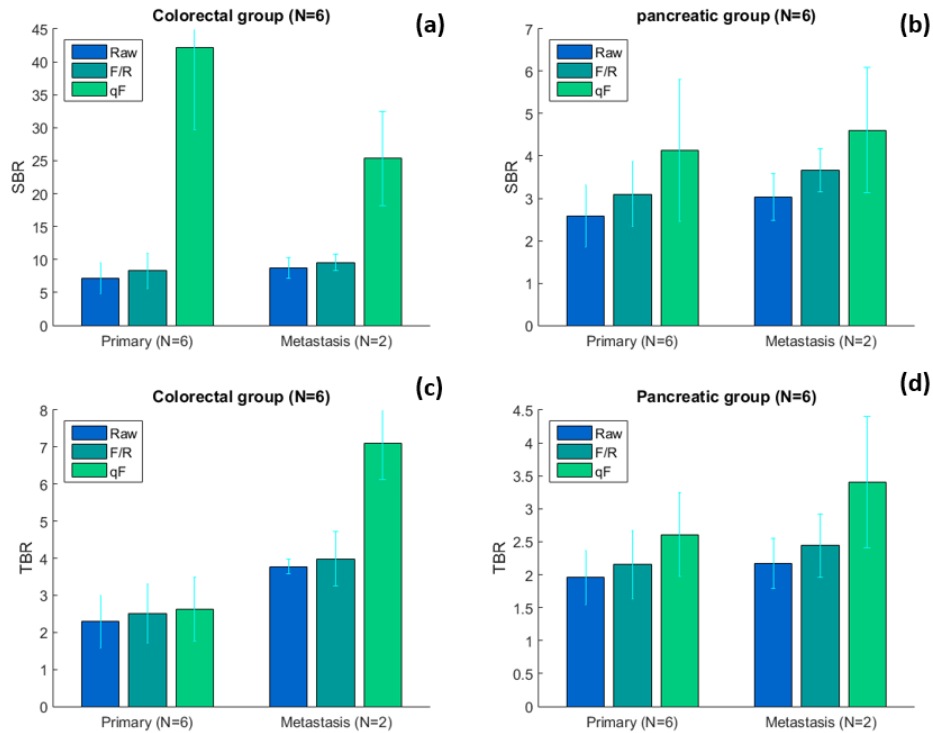 Colorectal group (N=6)
(a)
45
40
35
30
25
20
15
10
5
0
SBR
Raw
F/R
qF
Primary (N=6)
Metastasis (N=2)
pancreatic group (N=6)
(b)
7
6
5
4
3
2
1
0
SBR
Raw
F/R
qF
Primary (N=6)
Metastasis (N=2)
Colorectal group (N=6)
(c)
8
7
6
5
4
3
2
1
0
TBR
Raw
F/R
qF
Primary (N=6)
Metastasis (N=2)
Pancreatic group (N=6)
(d)
4.5
4
3.5
3
2.5
2
1.5
1
0.5
0
TBR
Raw
F/R
qF
Primary (N=6)
Metastasis (N=2)